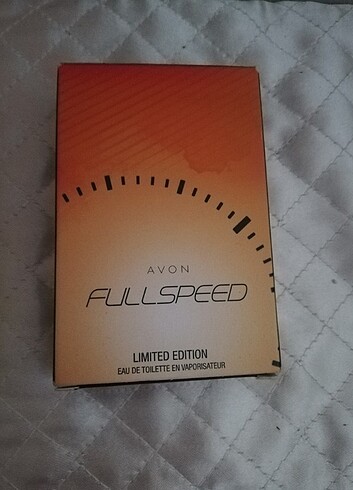 AVON
FULLSPEED
LIMITED EDITION
EAU DE TOILETTE EN VAPORISATEUR